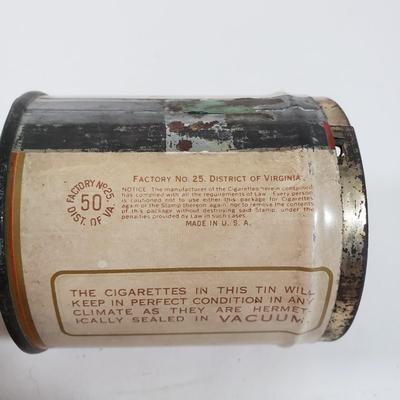 FACTORY No. 25. DISTRICT OF VIRGINIA
FACTORY No 25.
50
DIST. OF VA.
NOTICE. The manufacturer of the Cigarettes herein contained
has complied with all the requirements of Law. Every person
is cautioned not to use either this package for Cigarettes
again or the Stamp thereon again, nor to remove the contents
of this package without destroying said Stamp, under the
penalties provided by Law in such cases.
MADE IN U. S. A.
THE CIGARETTES IN THIS TIN WILL
KEEP IN PERFECT CONDITION IN ANY
CLIMATE AS THEY ARE HERMET-
ICALLY SEALED IN VACUUM.